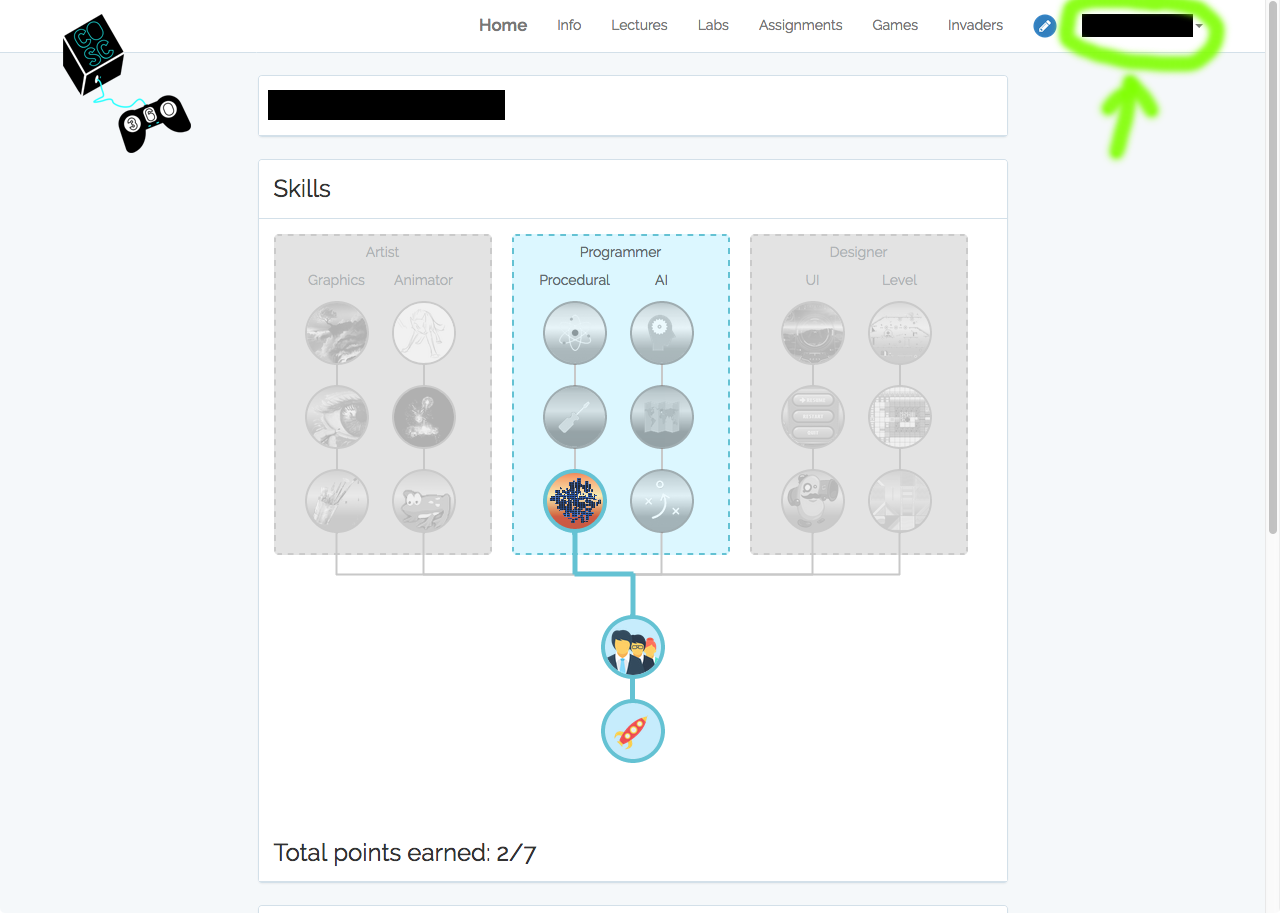 COSC
360
Home Info Lectures Labs Assignments Games Invaders
Skills
Artist Programmer Designer
Graphics Animator Procedural AI UI Level
Total points earned: 2/7